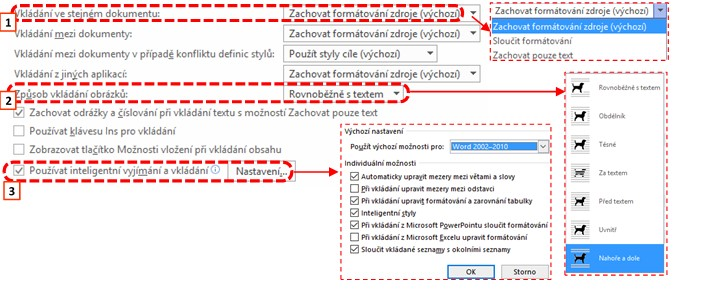 1
Vkládání ve stejném dokumentu: Zachovat formátování zdroje (výchozí)
Vkládání mezi dokumenty: Zachovat formátování zdroje (výchozí)
Vkládání mezi dokumenty v případě konfliktu definic stylů: Použít styly cíle (výchozí)
Vkládání z jiných aplikací: Zachovat formátování zdroje (výchozí)
2
Způsob vkládání obrázků: Rovnoběžné s textem
Zachovat odrážky a číslování při vkládání textu s možností Zachovat pouze text
Používat klávesu Ins pro vkládání
Zobrazovat tlačítko Možnosti vložení při vkládání obsahu
Používat inteligentní vyjímání a vkládání Nastavení...
3
Zachovat formátování zdroje (výchozí)
Zachovat formátování zdroje (výchozí)
Sloučit formátování
Zachovat pouze text
Výchozí nastavení
Použít výchozí možnosti pro: Word 2002–2010
Individuální možnosti
Automaticky upravit mezery mezi větami a slovy
Při vkládání upravit mezery mezi odstavci
Při vkládání upravit formátování a zarovnání tabulky
Inteligentní styly
Při vkládání z Microsoft PowerPointu sloučit formátování
Při vkládání z Microsoft Excelu upravit formátování
Sloučit vkládané seznamy s okolními seznamy
OK Storno
Rovnoběžné s textem
Obdélník
Těsné
Za textem
Před textem
Uvnitř
Nahoře a dole